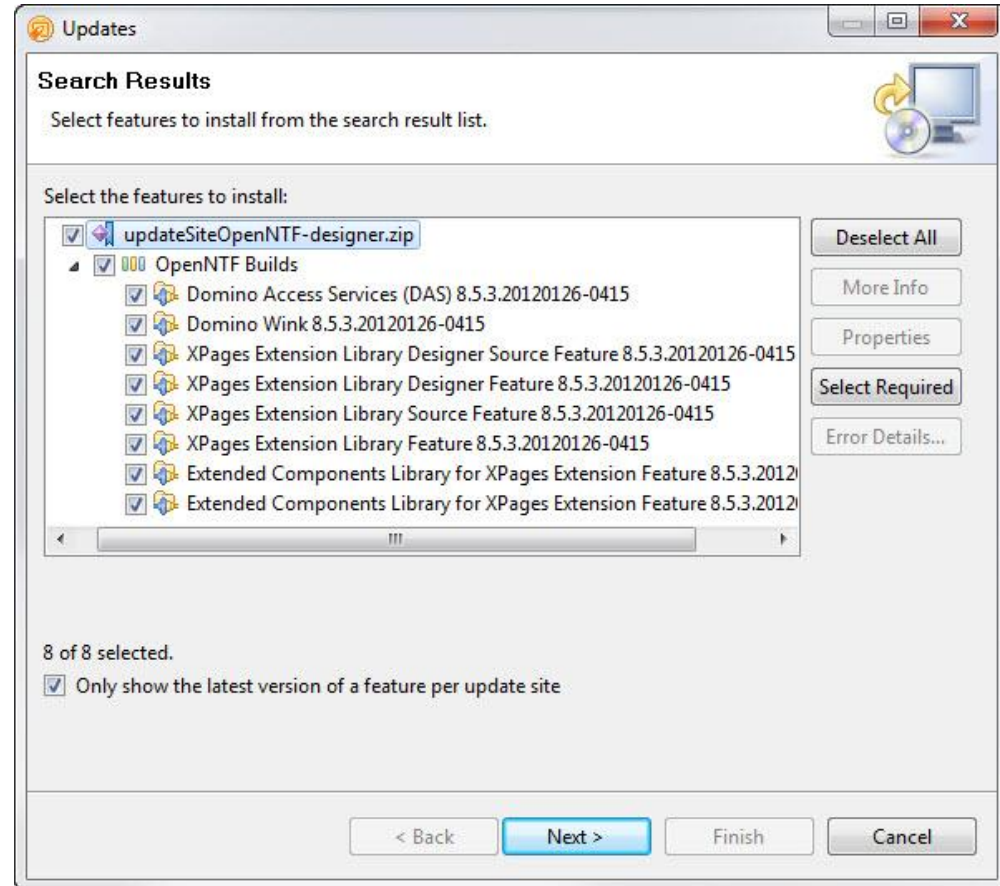 Updates
Search Results
Select features to install from the search result list.
Select the features to install:
updateSiteOpenNTF-designer.zip
OpenNTF Builds
Domino Access Services (DAS) 8.5.3.20120126-0415
Domino Wink 8.5.3.20120126-0415
XPages Extension Library Designer Source Feature 8.5.3.20120126-0415
XPages Extension Library Designer Feature 8.5.3.20120126-0415
XPages Extension Library Source Feature 8.5.3.20120126-0415
XPages Extension Library Feature 8.5.3.20120126-0415
Extended Components Library for XPages Extension Feature 8.5.3.2012
Extended Components Library for XPages Extension Feature 8.5.3.2012
Deselect All
More Info
Properties
Select Required
Error Details...
8 of 8 selected.
Only show the latest version of a feature per update site
< Back
Next >
Finish
Cancel